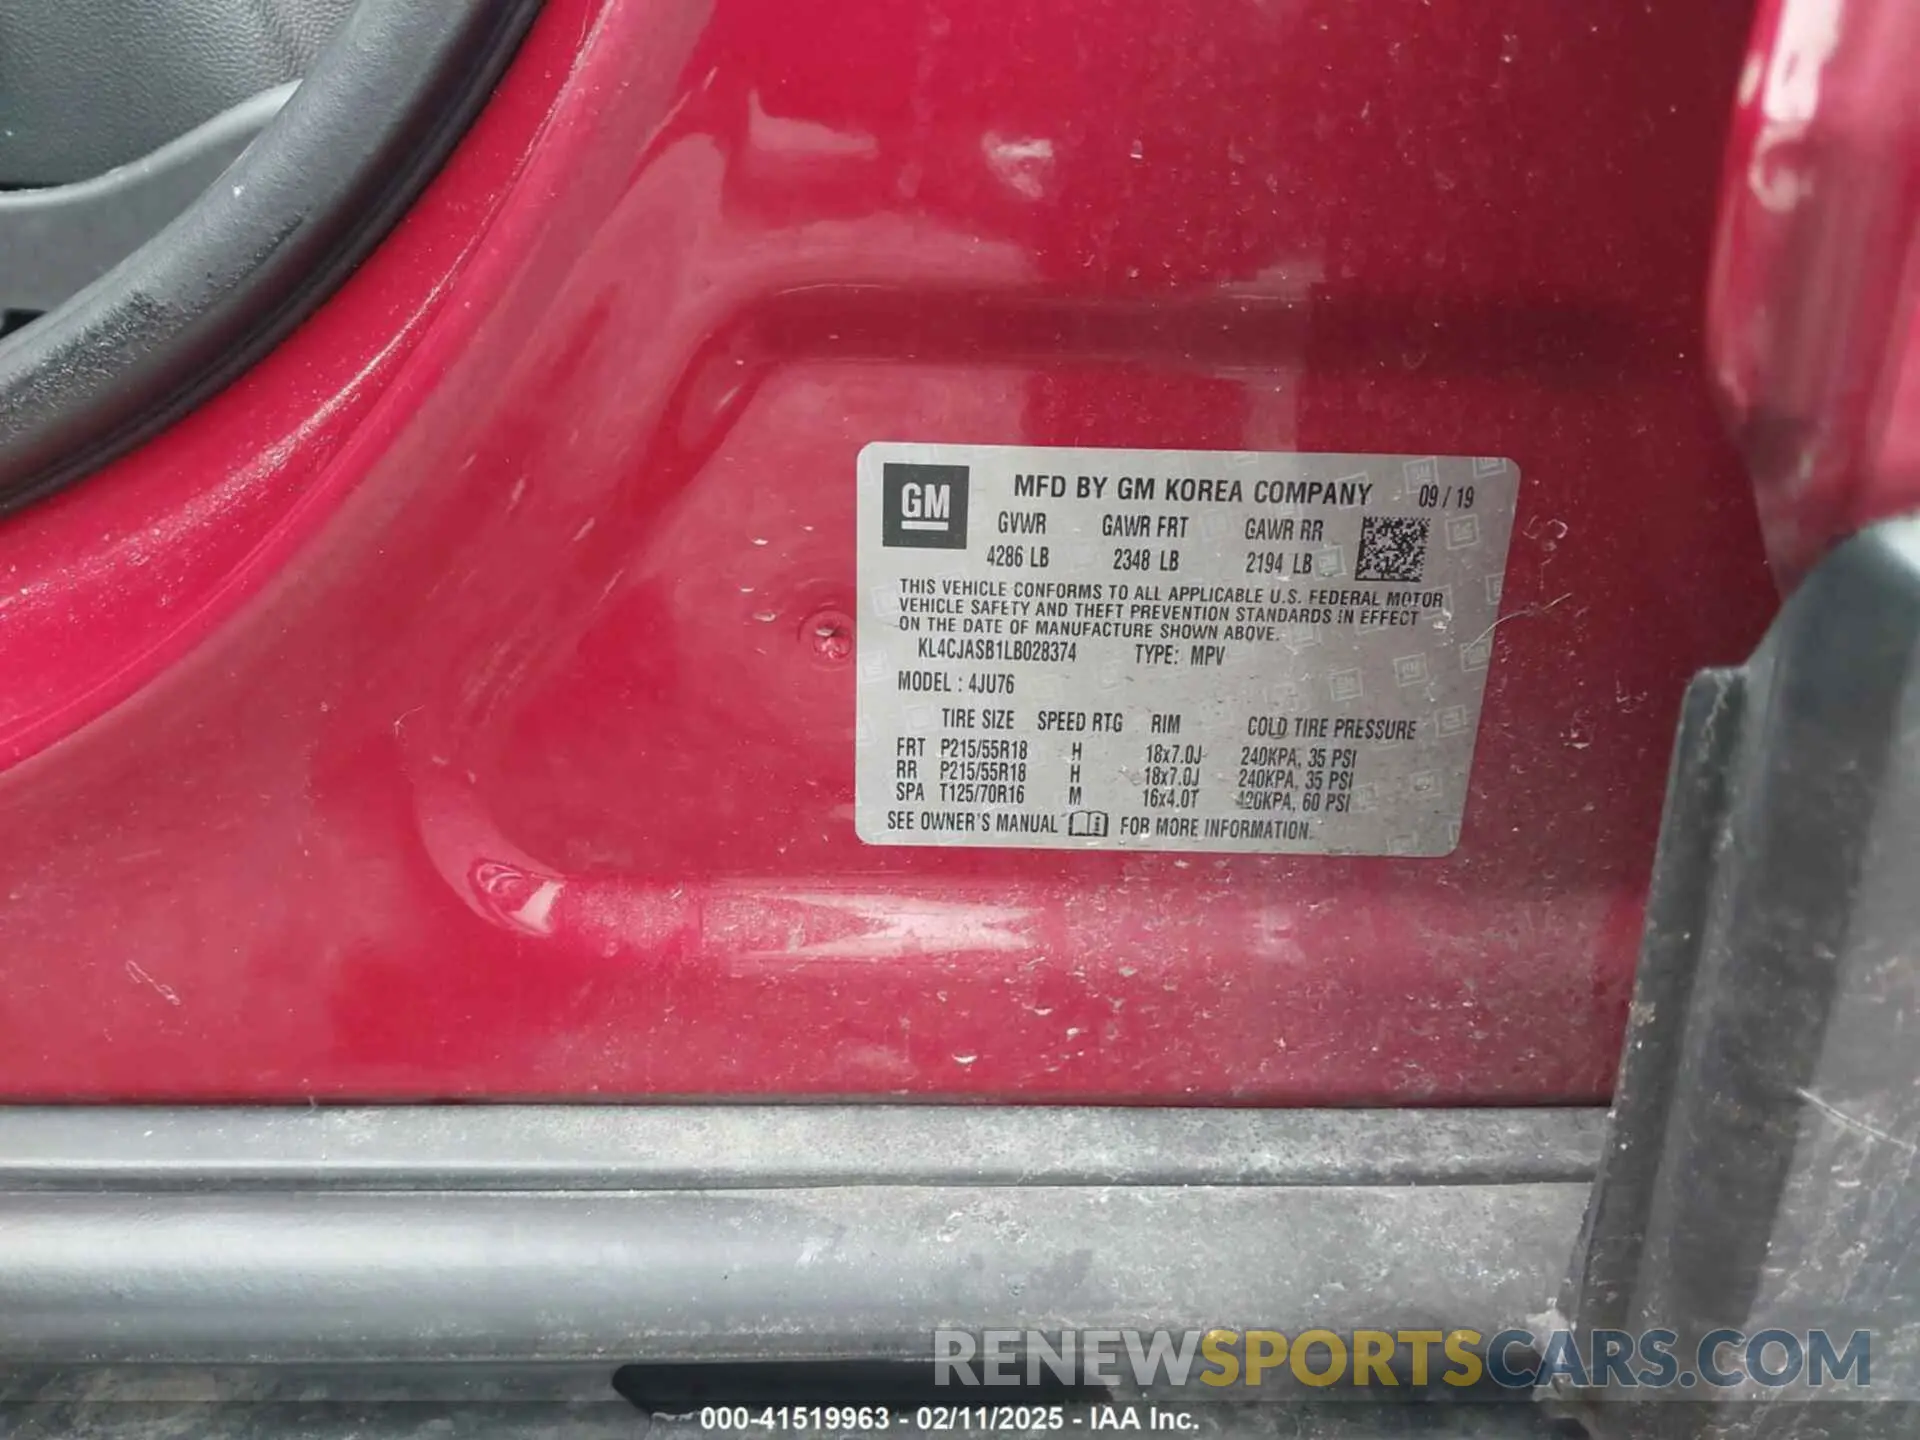 GM
MFD BY GM KOREA COMPANY 09 / 19
GVWR GAWR FRT GAWR RR
4286 LB 2348 LB 2194 LB
THIS VEHICLE CONFORMS TO ALL APPLICABLE U.S. FEDERAL MOTOR
VEHICLE SAFETY AND THEFT PREVENTION STANDARDS IN EFFECT
ON THE DATE OF MANUFACTURE SHOWN ABOVE.
KL4CJASB1LB028374 TYPE: MPV
MODEL : 4JU76
TIRE SIZE SPEED RTG RIM COLD TIRE PRESSURE
FRT P215/55R18 H 18x7.0J 240KPA, 35 PSI
RR P215/55R18 H 18x7.0J 240KPA, 35 PSI
SPA T125/70R16 M 16x4.0T 420KPA, 60 PSI
SEE OWNER'S MANUAL FOR MORE INFORMATION.
RENEWSPORTSCARS.COM
000-41519963 - 02/11/2025 - IAA Inc.